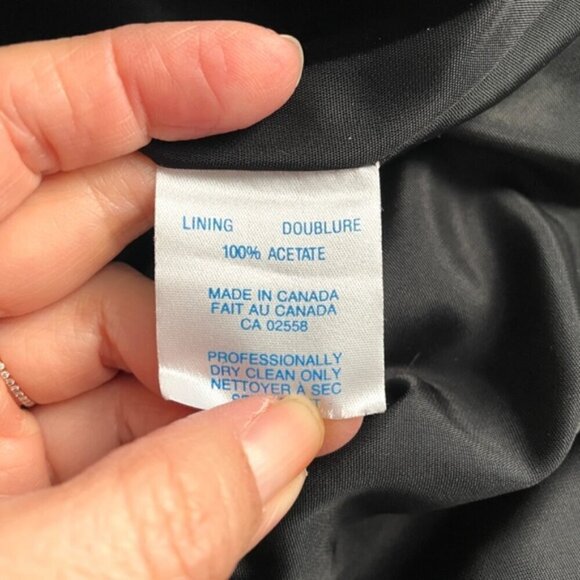 LINING DOUBLURE
100% ACETATE
MADE IN CANADA
FAIT AU CANADA
CA 02558
PROFESSIONALLY
DRY CLEAN ONLY
NETTOYER À SEC